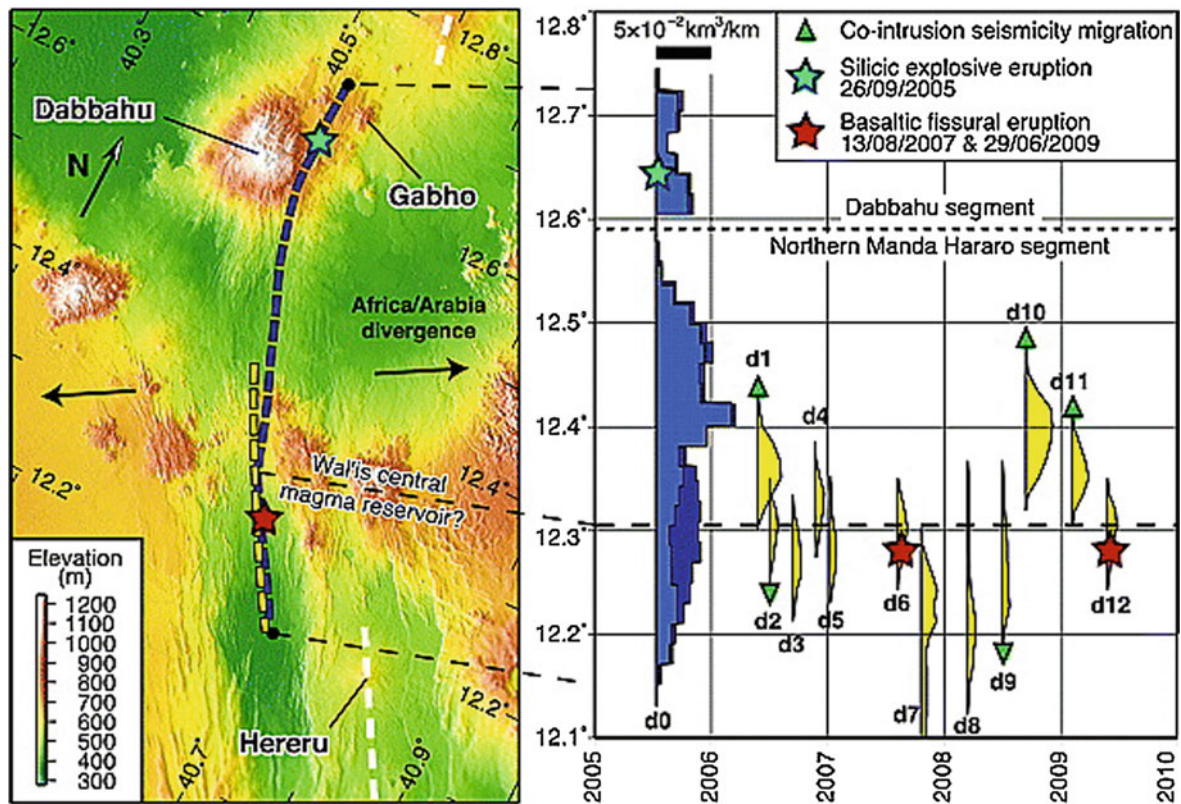 12.6°
40.3°
40.5°
12.8°
Dabbahu
N
Gabho
12.4°
12.6°
Africa/Arabia
divergence
12.2°
Wal'is central
magma reservoir?
12.4°
Elevation
(m)
1200
1100
1000
900
800
700
600
500
400
300
12.2°
Hereru
40.7°
40.9°
12.8°
12.7°
12.6°
12.5°
12.4°
12.3°
12.2°
12.1°
5×10⁻²km³/km
Co-intrusion seismicity migration
Silicic explosive eruption
26/09/2005
Basaltic fissural eruption
13/08/2007 & 29/06/2009
Dabbahu segment
Northern Manda Hararo segment
d10
d1
d11
d4
d2
d3
d5
d6
d12
d9
d7
d8
d0
2005
2006
2007
2008
2009
2010